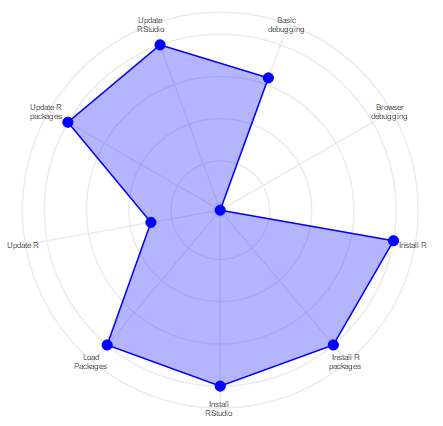 Update
RStudio
Basic
debugging
Update R
packages
Browser
debugging
Update R
Install R
Load
Packages
Install R
packages
Install
RStudio